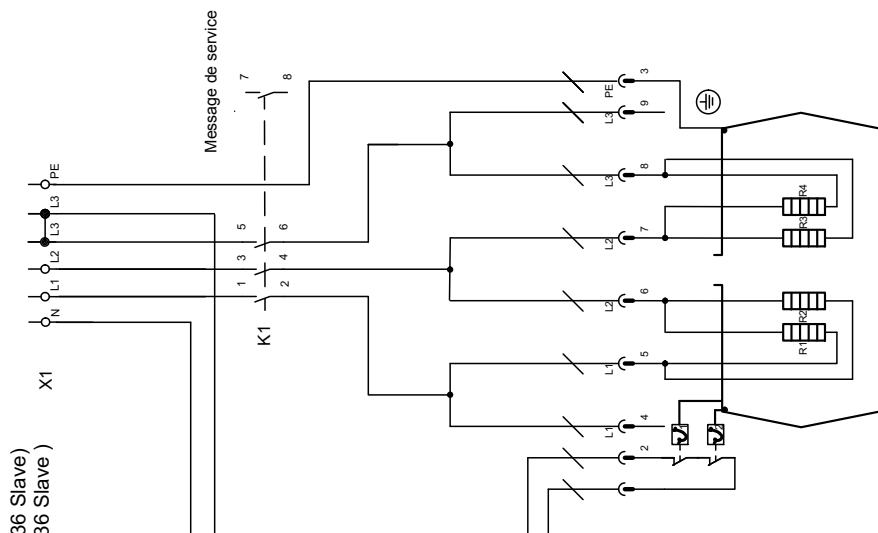 Message de service
7
8
PE
L3
L3
L2
L1
N
X1
5
6
3
4
1
2
K1
PE
3
L3
9
L3
8
L2
7
L2
6
L1
5
L1
4
2
R4
R3
R2
R1
36 Slave)
36 Slave )